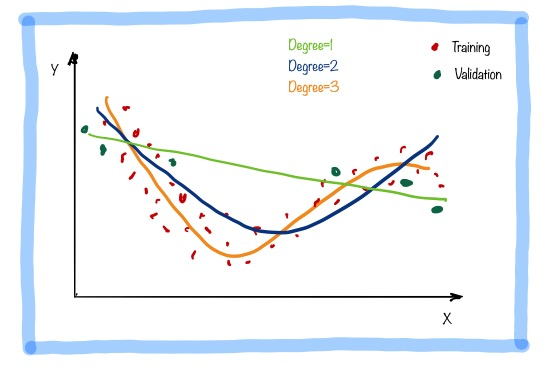 Degree=1
Degree=2
Degree=3
Training
Validation
Y
X